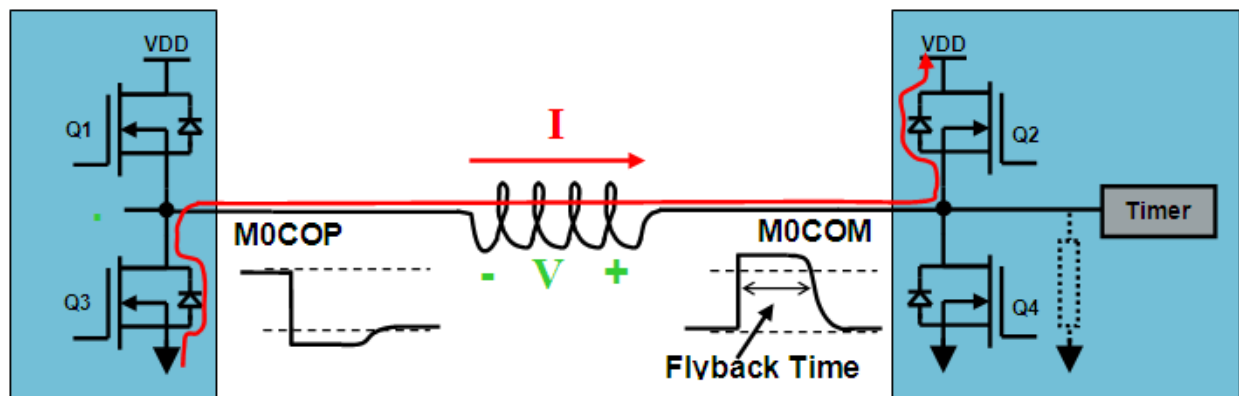 VDD
VDD
Q1
I
Q2
M0COP
M0COM
Timer
- V +
Q3
Q4
Flyback Time